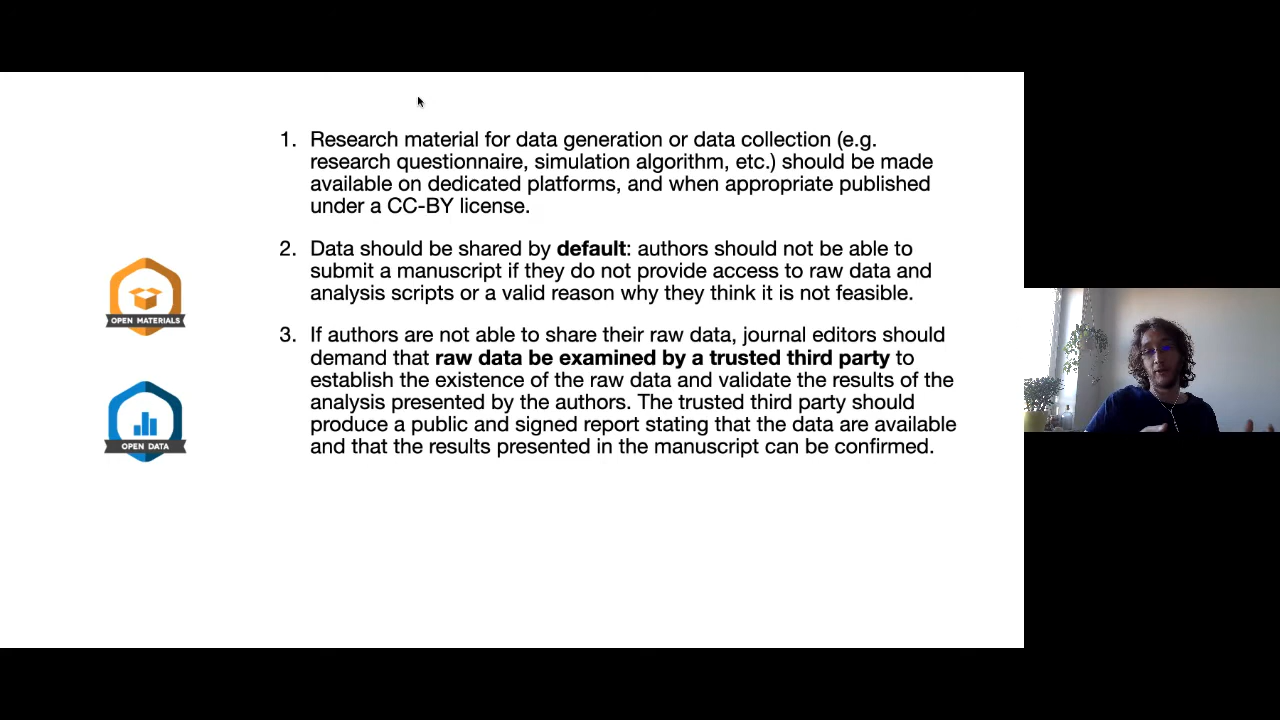 1. Research material for data generation or data collection (e.g.
research questionnaire, simulation algorithm, etc.) should be made
available on dedicated platforms, and when appropriate published
under a CC-BY license.
2. Data should be shared by default: authors should not be able to
submit a manuscript if they do not provide access to raw data and
analysis scripts or a valid reason why they think it is not feasible.
OPEN MATERIALS
3. If authors are not able to share their raw data, journal editors should
demand that raw data be examined by a trusted third party to
establish the existence of the raw data and validate the results of the
analysis presented by the authors. The trusted third party should
produce a public and signed report stating that the data are available
and that the results presented in the manuscript can be confirmed.
OPEN DATA